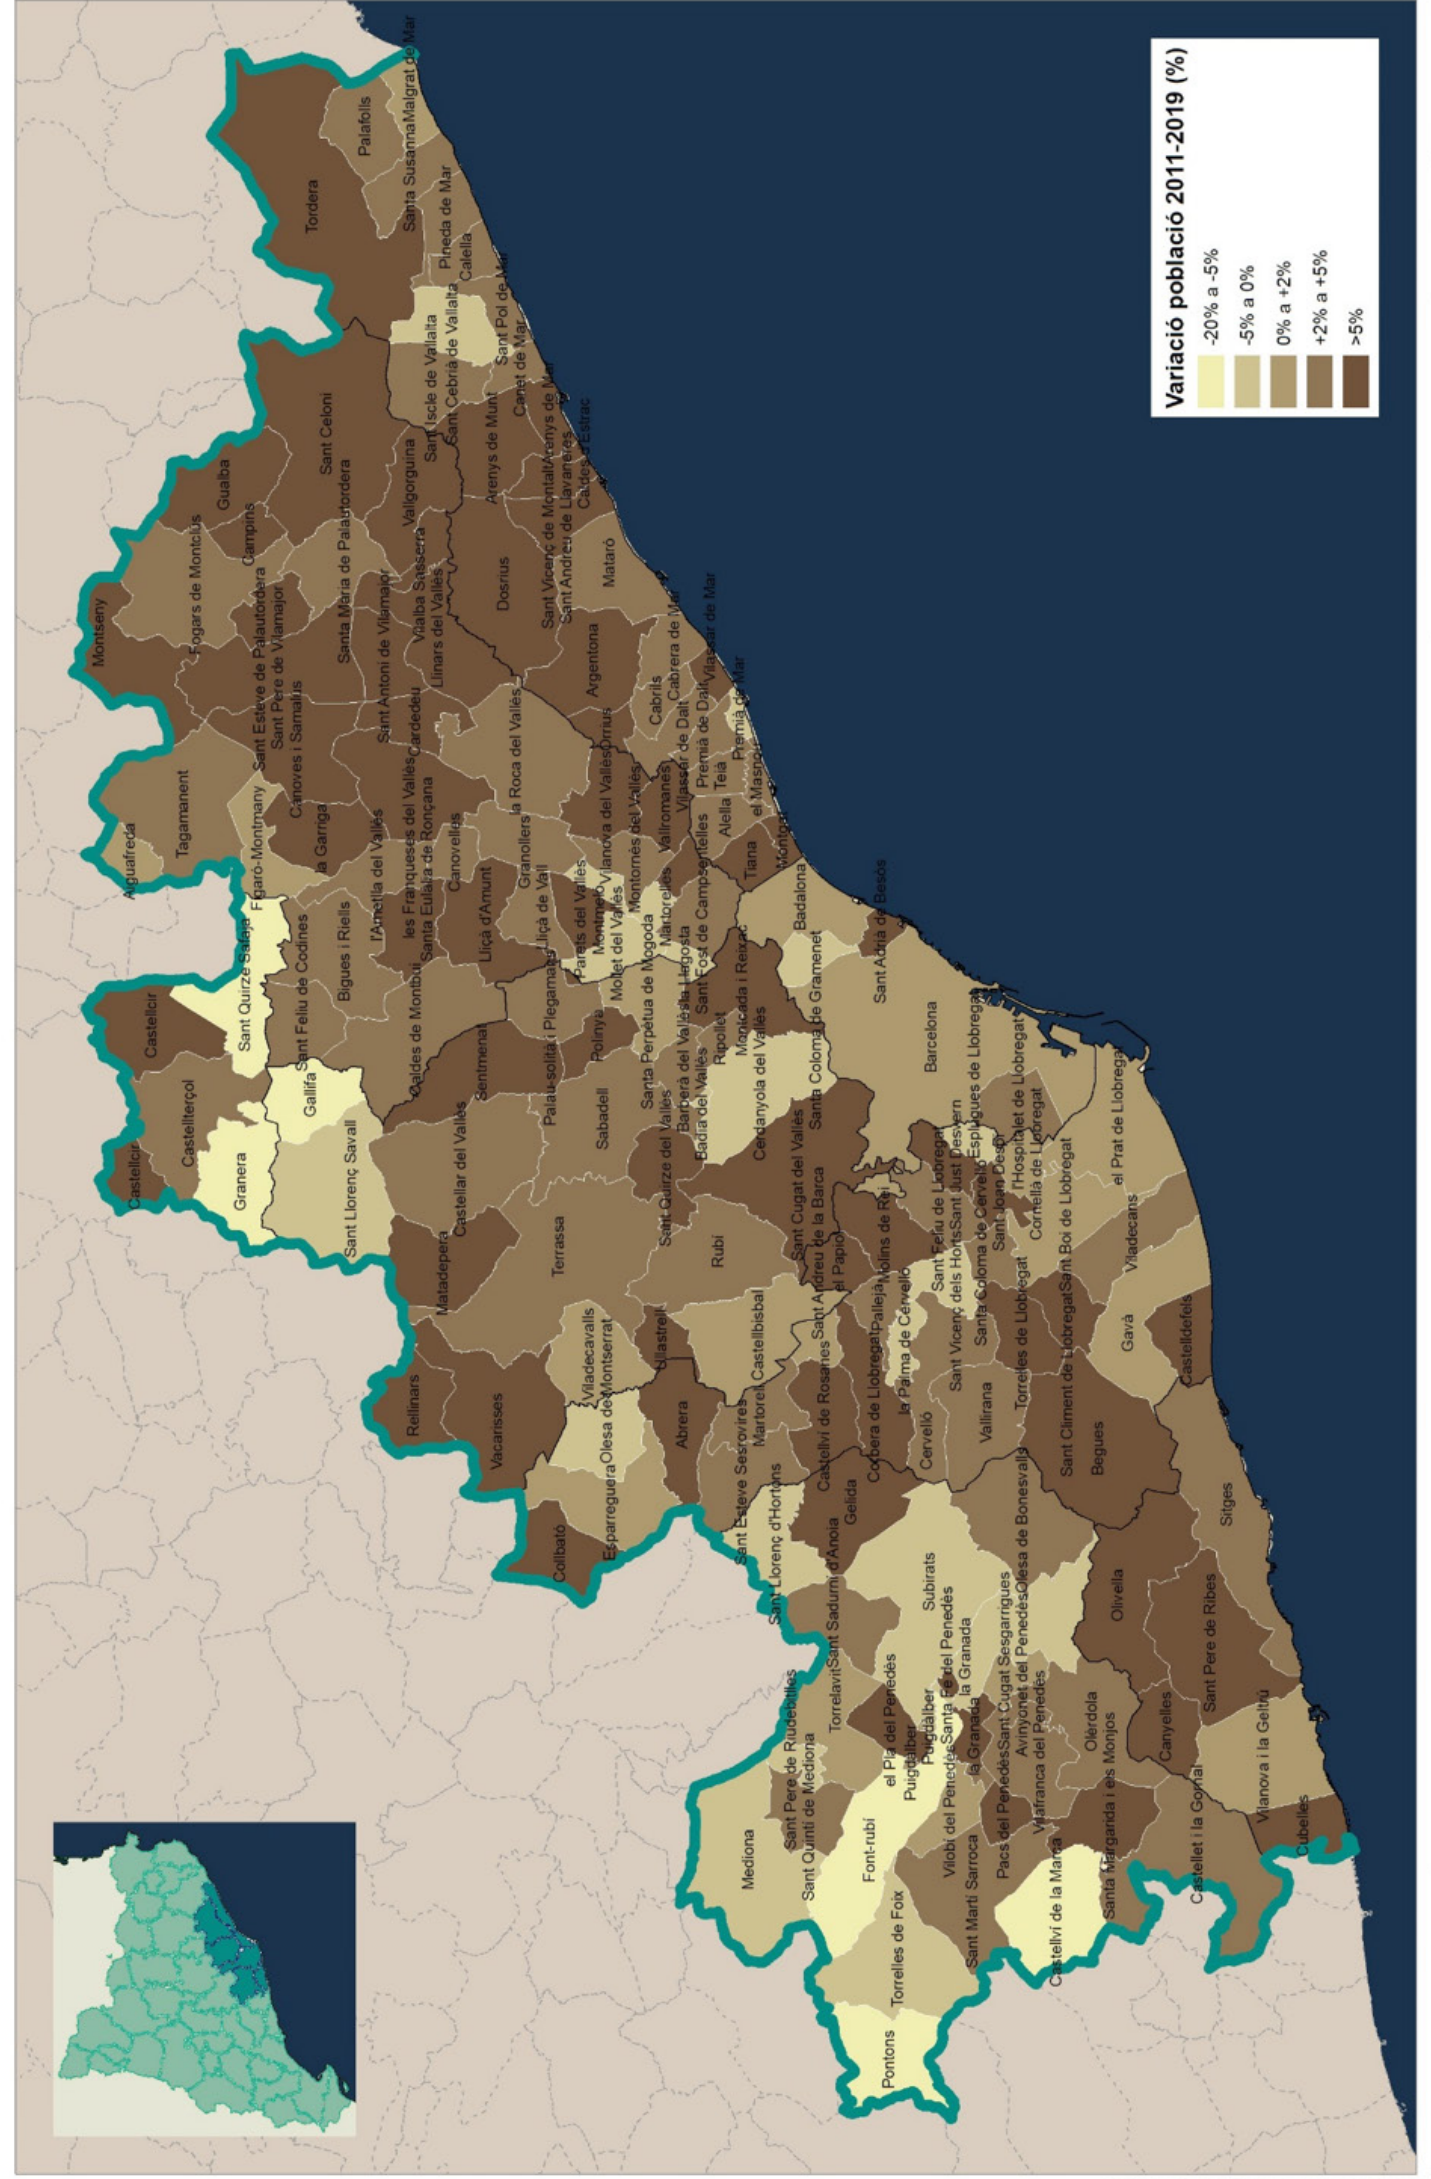 Variació població 2011-2019 (%)
-20% a -5%
-5% a 0%
0% a +2%
+2% a +5%
>5%
Tordera
Palafolls
Malgrat de Mar
Santa Susanna
Pineda de Mar
Calella
Sant Pol de Mar
Canet de Mar
Sant Iscle de Vallalta
Sant Cebrià de Vallalta
Arenys de Munt
Arenys de Mar
Sant Vicenç de Montalt
Sant Andreu de Llavaneres
Caldes d'Estrac
Sant Celoni
Gualba
Campins
Fogars de Montclús
Montseny
Vallgorguina
Santa Maria de Palautordera
Sant Esteve de Palautordera
Sant Pere de Vilamajor
Sant Antoni de Vilamajor
Vilalba Sasserra
Llinars del Vallès
Dosrius
Mataró
Argentona
Cabrera de Mar
Cabrils
Vilassar de Mar
Vilassar de Dalt
Premià de Dalt
Premià de Mar
Òrrius
Teià
el Masnou
Alella
Tiana
Montgat
Cànoves i Samalús
Cardedeu
la Roca del Vallès
Vilanova del Vallès
Montornès del Vallès
Vallromanes
Tagamanent
Aiguafreda
Figaró-Montmany
la Garriga
l'Ametlla del Vallès
les Franqueses del Vallès
Santa Eulàlia de Ronçana
Canovelles
Granollers
Lliçà d'Amunt
Lliçà de Vall
Parets del Vallès
Montmeló
Mollet del Vallès
Martorelles
Santa Perpètua de Mogoda
la Llagosta
Sant Fost de Campsentelles
Badalona
Sant Adrià de Besòs
Santa Coloma de Gramenet
Montcada i Reixac
Sant Quirze Safaja
Sant Feliu de Codines
Bigues i Riells
Caldes de Montbui
Castellcir
Castellterçol
Castellcir
Granera
Gallifa
Sant Llorenç Savall
Sentmenat
Palau-solità i Plegamans
Polinyà
Sabadell
Barberà del Vallès
Badia del Vallès
Ripollet
Cerdanyola del Vallès
Castellar del Vallès
Sant Quirze del Vallès
Sant Cugat del Vallès
Barcelona
Esplugues de Llobregat
l'Hospitalet de Llobregat
el Prat de Llobregat
Cornellà de Llobregat
Sant Joan Despí
Sant Just Desvern
Sant Feliu de Llobregat
Sant Boi de Llobregat
Viladecans
Matadepera
Terrassa
Rubí
Sant Andreu de la Barca
el Papiol
Molins de Rei
Pallejà
Sant Vicenç dels Horts
Santa Coloma de Cervelló
Torrelles de Llobregat
Sant Climent de Llobregat
Gavà
Castelldefels
Rellinars
Vacarisses
Viladecavalls
Ullastrell
Castellbisbal
Olesa de Montserrat
Esparreguera
Abrera
Martorell
Sant Esteve Sesrovires
Castellví de Rosanes
Corbera de Llobregat
la Palma de Cervelló
Cervelló
Vallirana
Begues
Collbató
Sant Llorenç d'Hortons
Gelida
Sant Sadurní d'Anoia
Subirats
Olesa de Bonesvalls
Sitges
Olivella
Sant Pere de Ribes
Torrelavit
el Pla del Penedès
Puigdàlber
Puigdàlber
Santa Fe del Penedès
la Granada
la Granada
Sant Cugat Sesgarrigues
Avinyonet del Penedès
Vilafranca del Penedès
Olèrdola
Canyelles
Vilanova i la Geltrú
Cubelles
Castellet i la Gornal
Santa Margarida i els Monjos
Pacs del Penedès
Vilobí del Penedès
Sant Martí Sarroca
Castellví de la Marca
Sant Pere de Riudebitlles
Sant Quintí de Mediona
Mediona
Font-rubí
Torrelles de Foix
Pontons